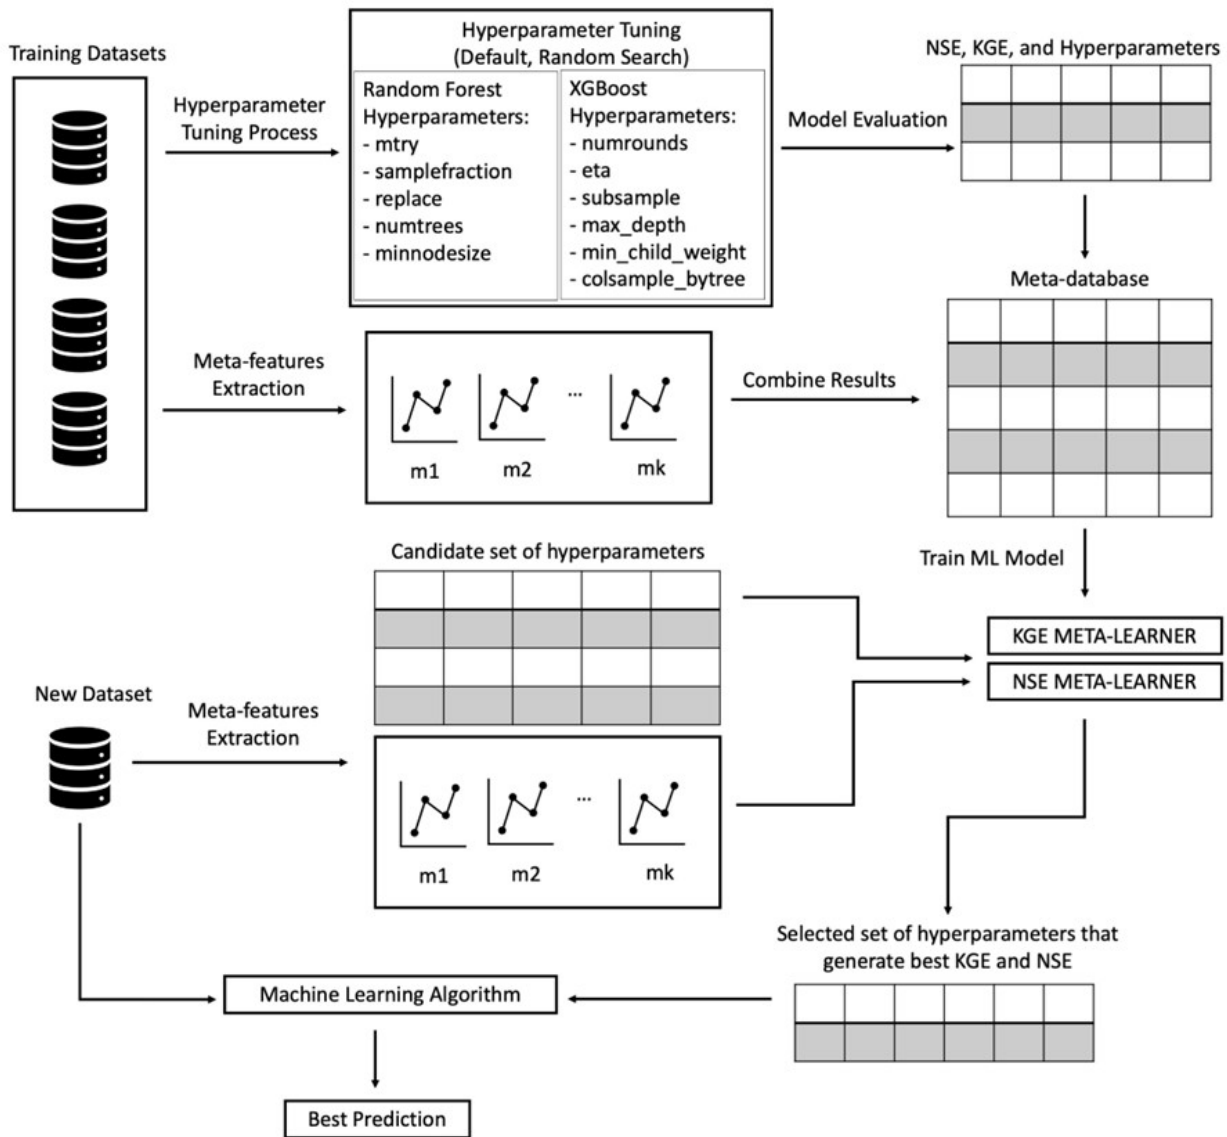 Training Datasets
Hyperparameter
Tuning Process
Hyperparameter Tuning
(Default, Random Search)
Random Forest
Hyperparameters:
- mtry
- samplefraction
- replace
- numtrees
- minnodesize
XGBoost
Hyperparameters:
- numrounds
- eta
- subsample
- max_depth
- min_child_weight
- colsample_bytree
Model Evaluation
NSE, KGE, and Hyperparameters
Meta-features
Extraction
m1
m2
...
mk
Combine Results
Meta-database
Train ML Model
Candidate set of hyperparameters
KGE META-LEARNER
NSE META-LEARNER
New Dataset
Meta-features
Extraction
m1
m2
...
mk
Selected set of hyperparameters that
generate best KGE and NSE
Machine Learning Algorithm
Best Prediction